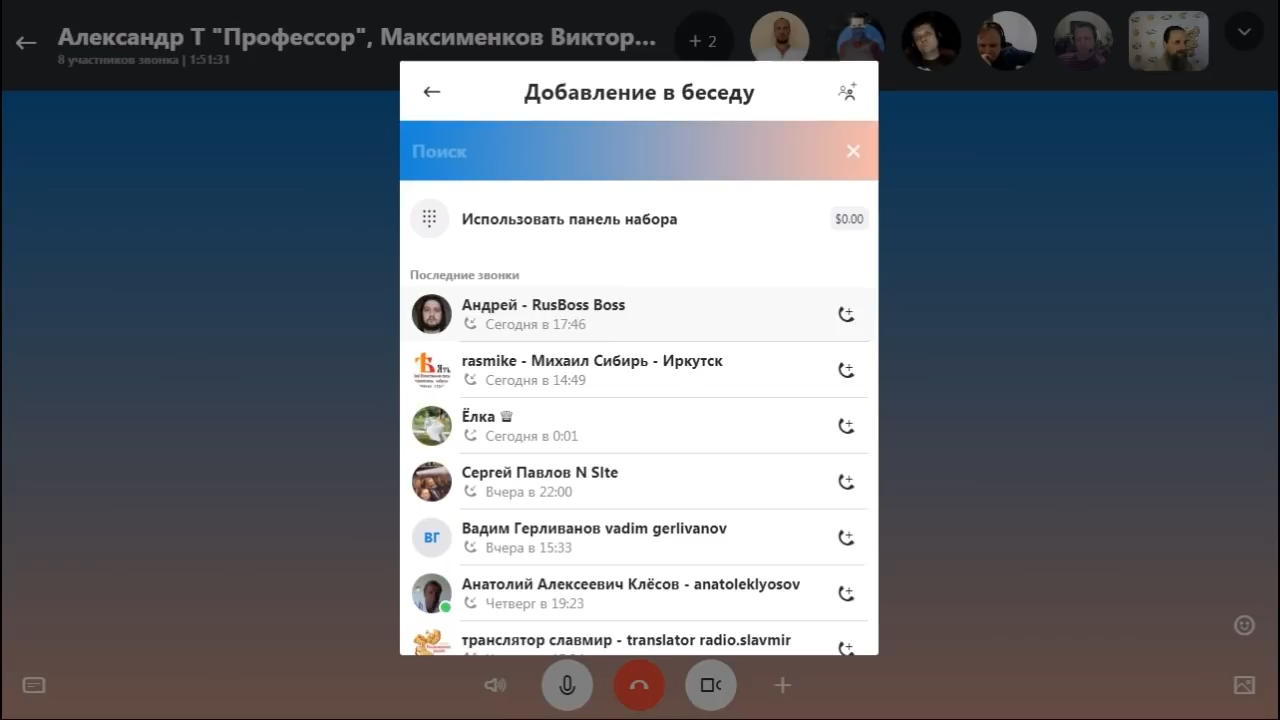 Александр Т "Профессор", Максименков Виктор...
8 участников звонка | 1:51:31
+ 2
Добавление в беседу
Поиск
Использовать панель набора
$0.00
Последние звонки
Андрей - RusBoss Boss
Сегодня в 17:46
rasmike - Михаил Сибирь - Иркутск
Сегодня в 14:49
Ёлка
Сегодня в 0:01
Сергей Павлов N SIte
Вчера в 22:00
ВГ
Вадим Герливанов vadim gerlivanov
Вчера в 15:33
Анатолий Алексеевич Клёсов - anatoleklyosov
Четверг в 19:23
транслятор славмир - translator radio.slavmir